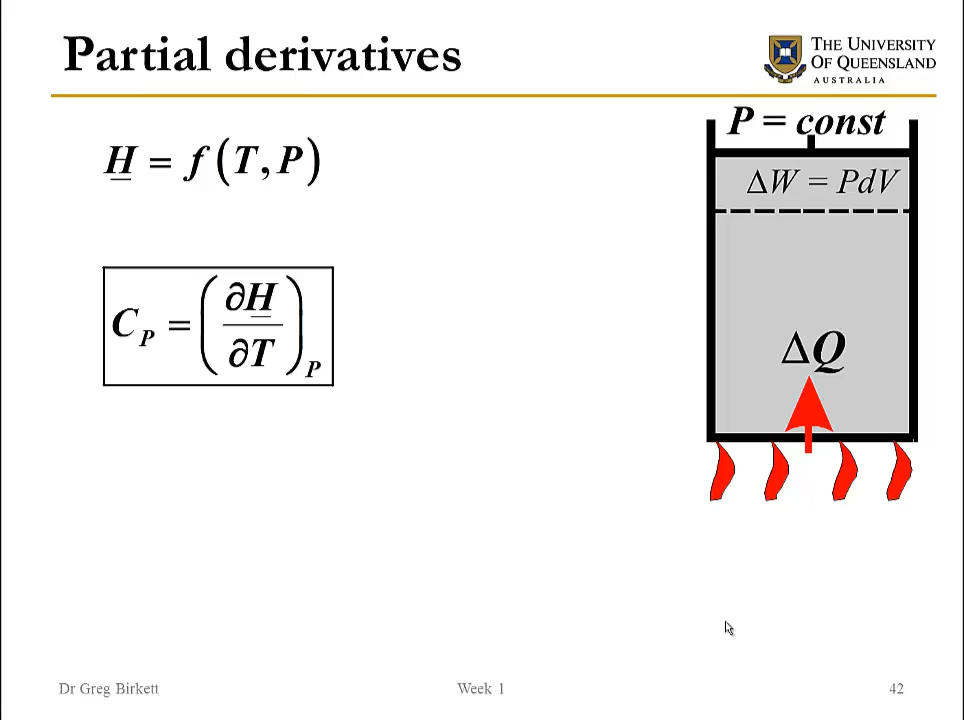 Partial derivatives
THE UNIVERSITY
OF QUEENSLAND
AUSTRALIA
H = f(T, P)
P = const
ΔW = PdV
C_P = (∂H/∂T)_P
ΔQ
Dr Greg Birkett
Week 1
42